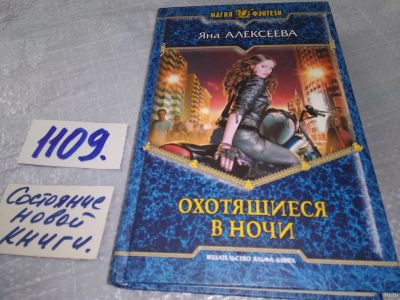 МАГИЯ ФЭНТЕЗИ
Яна АЛЕКСЕЕВА
1109.
Состояние
новой
книги.
ОХОТЯЩИЕСЯ
В НОЧИ
ИЗДАТЕЛЬСТВО АЛЬФА-КНИГА